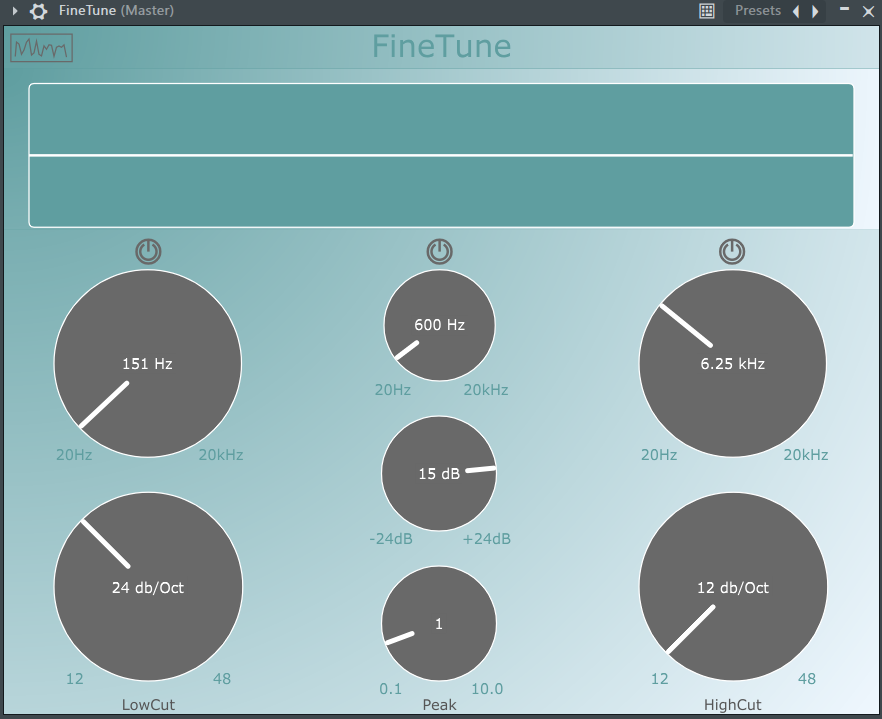 FineTune (Master)
Presets
FineTune
151 Hz
20Hz
20kHz
24 db/Oct
12
48
LowCut
600 Hz
20Hz
20kHz
15 dB
-24dB
+24dB
1
0.1
10.0
Peak
6.25 kHz
20Hz
20kHz
12 db/Oct
12
48
HighCut